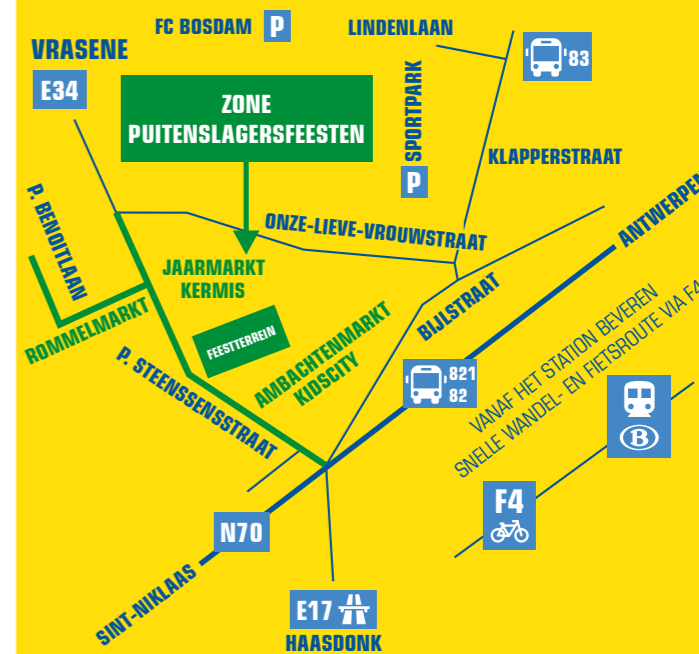 FC BOSDAM P
LINDENLAAN
VRASENE
E34
83
ZONE
PUITENSLAGERSFEESTEN
SPORTPARK
P
KLAPPERSTRAAT
P. BENOITLAAN
ONZE-LIEVE-VROUWSTRAAT
ANTWERPEN
JAARMARKT
KERMIS
ROMMELMARKT
FEESTTERREIN
BIJLSTRAAT
AMBACHTENMARKT
KIDSCITY
P. STEENSSENSSTRAAT
821
82
VANAF HET STATION BEVEREN
SNELLE WANDEL- EN FIETSROUTE VIA F4
B
F4
N70
SINT-NIKLAAS
E17
HAASDONK